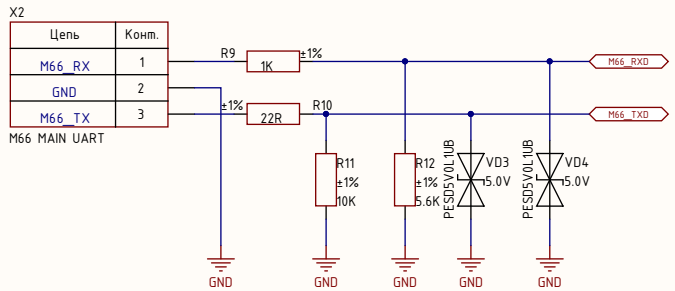 X2
Цепь Конт.
M66_RX 1
GND 2
M66_TX 3
M66 MAIN UART
R9 1K ±1%
±1% 22R R10
M66_RXD
M66_TXD
R11
±1%
10K
R12
±1%
5.6K
PESD5V0L1UB
VD3
5.0V
PESD5V0L1UB
VD4
5.0V
GND GND GND GND GND